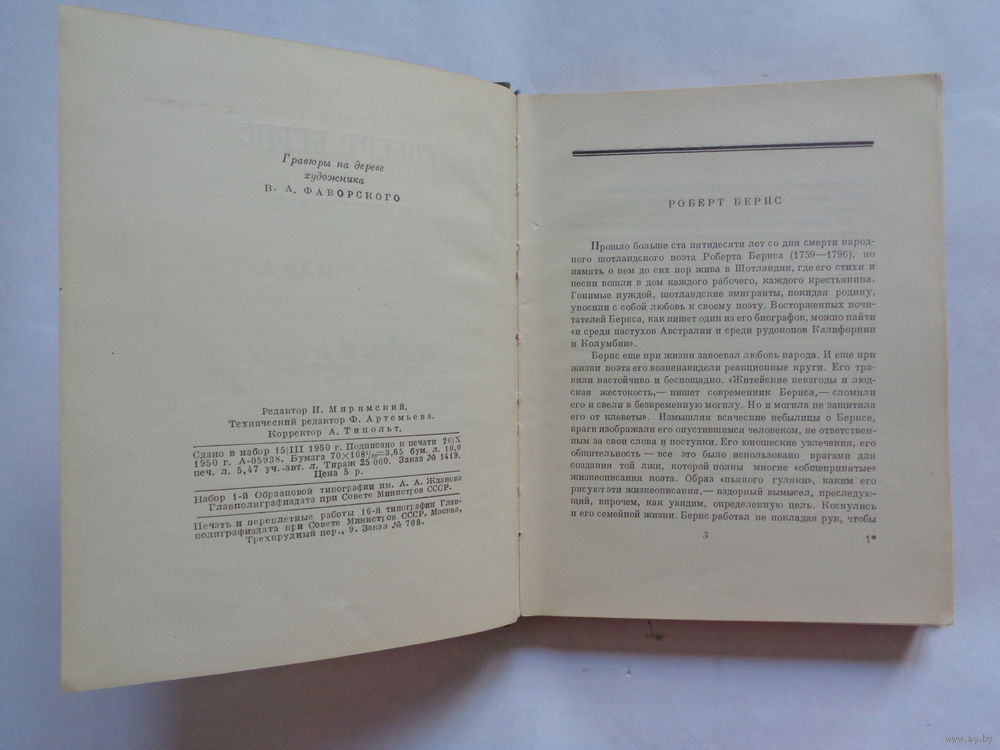 Гравюры на дереве
художника
В. А. ФАВОРСКОГО
Редактор И. Миримский.
Технический редактор Ф. Артемьева.
Корректор А. Типольт.
Сдано в набор 15|III 1950 г. Подписано к печати 26|IX
1950 г. А-05938. Бумага 70×108¹/₃₂=3,65 бум. л. 10,0
печ. л. 5,47 уч.-авт. л. Тираж 25 000. Заказ № 1419.
Цена 5 р.
Набор 1-й Образцовой типографии им. А. А. Жданова
Главполиграфиздата при Совете Министров СССР.
Печать и переплетные работы 16-й типографии Глав-
полиграфиздата при Совете Министров СССР. Москва,
Трехпрудный пер., 9. Заказ № 708.
РОБЕРТ БЕРНС
Прошло больше ста пятидесяти лет со дня смерти народ-
ного шотландского поэта Роберта Бернса (1759—1796), но
память о нем до сих пор жива в Шотландии, где его стихи и
песни вошли в дом каждого рабочего, каждого крестьянина.
Гонимые нуждой, шотландские эмигранты, покидая родину,
уносили с собой любовь к своему поэту. Восторженных почи-
тателей Бернса, как пишет один из его биографов, можно найти
«и среди пастухов Австралии и среди рудокопов Калифорнии
и Колумбии».
Бернс еще при жизни завоевал любовь народа. И еще при
жизни поэта его возненавидели реакционные круги. Его тра-
вили настойчиво и беспощадно. «Житейские невзгоды и люд-
ская жестокость,— пишет современник Бернса,— сломили
его и свели в безвременную могилу. Но и могила не защитила
его от клеветы». Измышляя всяческие небылицы о Бернсе,
враги изображали его опустившимся человеком, не ответствен-
ным за свои слова и поступки. Его юношеские увлечения, его
общительность — все это было использовано врагами для
создания той лжи, которой полны многие «общепринятые»
жизнеописания поэта. Образ «пьяного гуляки», каким его
рисуют эти жизнеописания,— вздорный вымысел, преследую-
щий, впрочем, как увидим, определенную цель. Коснулись
и его семейной жизни. Бернс работал не покладая рук, чтобы
3
1*
www.ay.by